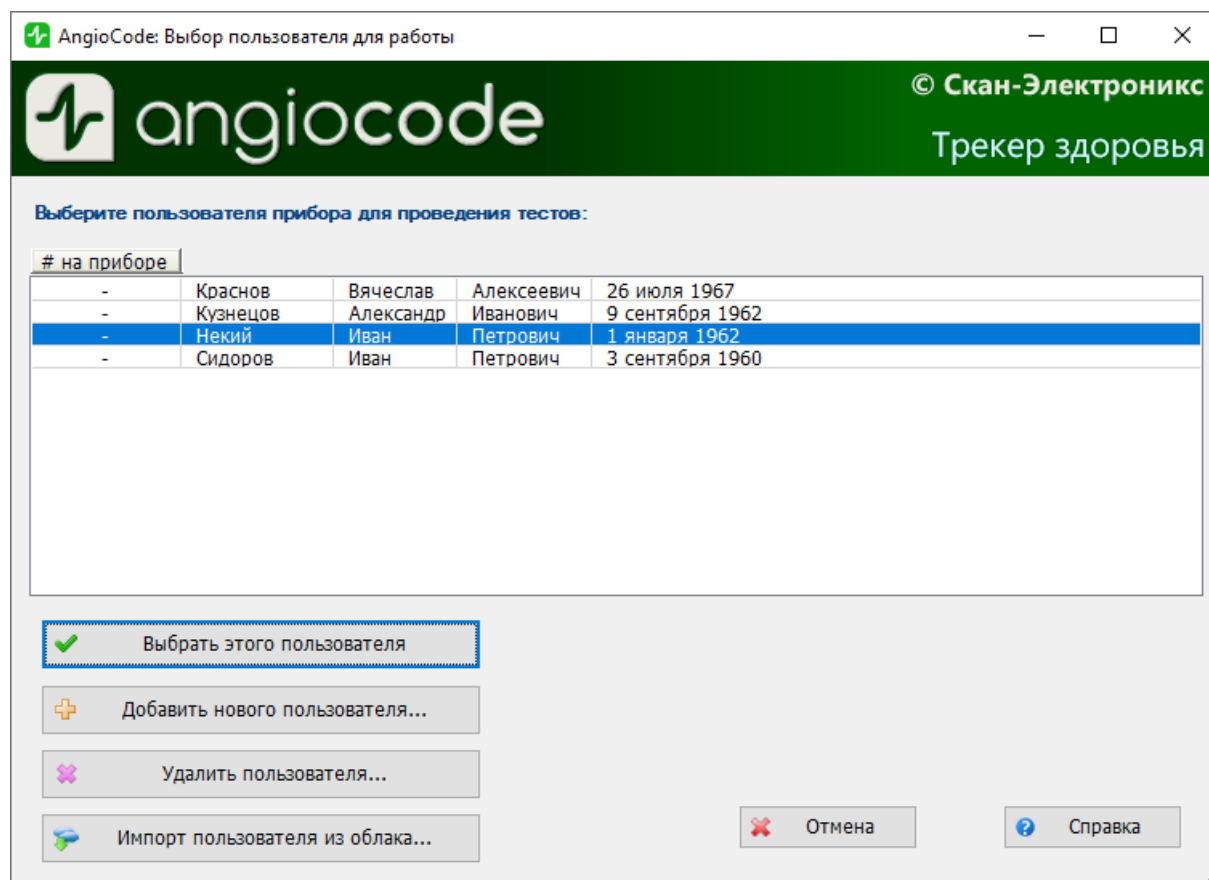 AngioCode: Выбор пользователя для работы
angiocode
© Скан-Электроникс
Трекер здоровья
Выберите пользователя прибора для проведения тестов:
# на приборе
- Краснов Вячеслав Алексеевич 26 июля 1967
- Кузнецов Александр Иванович 9 сентября 1962
- Некий Иван Петрович 1 января 1962
- Сидоров Иван Петрович 3 сентября 1960
Выбрать этого пользователя
Добавить нового пользователя...
Удалить пользователя...
Импорт пользователя из облака...
Отмена
Справка